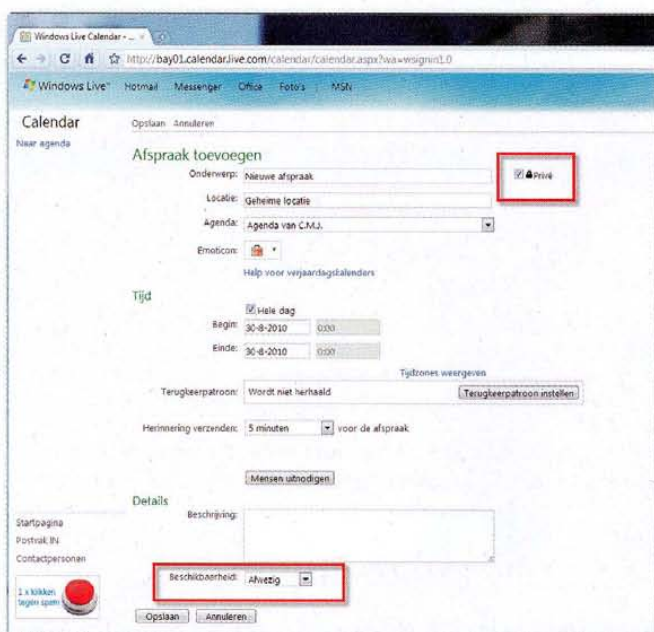 Windows Live Calendar - ...
http://bay01.calendar.live.com/calendar/calendar.aspx?wa=wsignin1.0
Windows Live™ Hotmail Messenger Office Foto's MSN
Calendar
Opslaan Annuleren
Naar agenda
Afspraak toevoegen
Onderwerp: Nieuwe afspraak Privé
Locatie: Geheime locatie
Agenda: Agenda van C.M.J.
Emoticon:
Help voor verjaardagskalenders
Tijd
Hele dag
Begin: 30-8-2010 0:00
Einde: 30-8-2010 0:00
Tijdzones weergeven
Terugkeerpatroon: Wordt niet herhaald Terugkeerpatroon instellen
Herinnering verzenden: 5 minuten voor de afspraak
Mensen uitnodigen
Details
Beschrijving:
Startpagina
Postvak IN
Contactpersonen
Beschikbaarheid: Afwezig
1 x klikken
tegen spam
Opslaan Annuleren